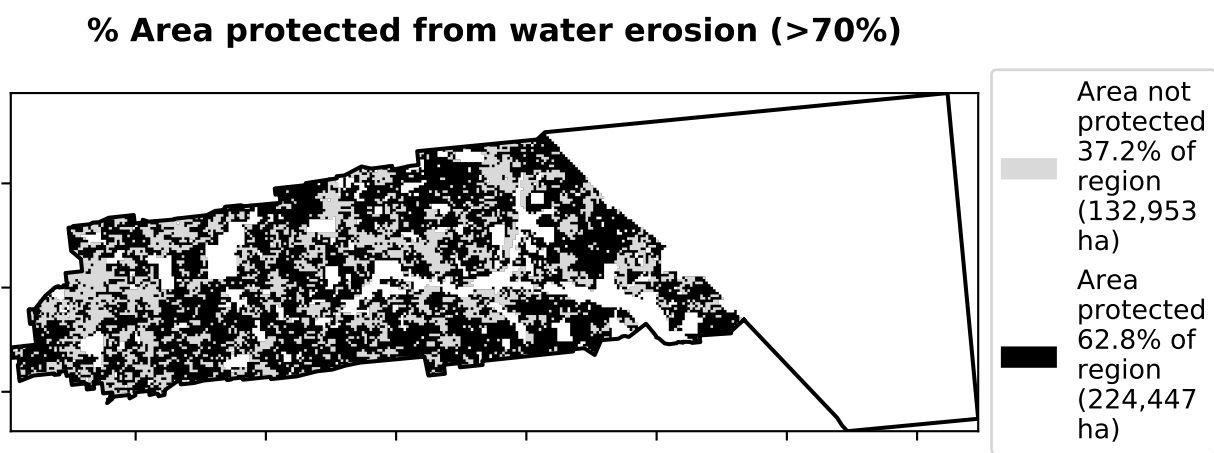 % Area protected from water erosion (>70%)
Area not
protected
37.2% of
region
(132,953
ha)
Area
protected
62.8% of
region
(224,447
ha)